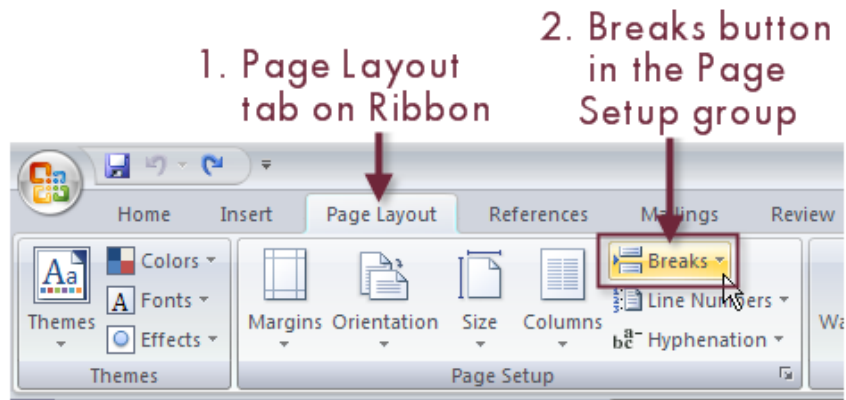 2. Breaks button
in the Page
Setup group
1. Page Layout
tab on Ribbon
Home Insert Page Layout References Mailings Review
Aa Colors Breaks
A Fonts Line Numbers
Themes Margins Orientation Size Columns
Effects Hyphenation
Themes Page Setup